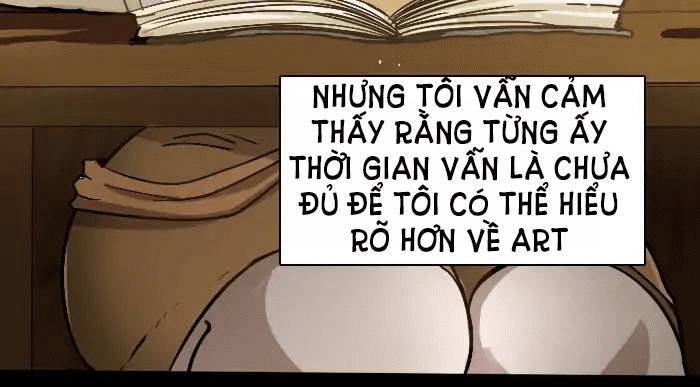 NHƯNG TÔI VẪN CẢM
THẤY RẰNG TỪNG ẤY
THỜI GIAN VẪN LÀ CHƯA
ĐỦ ĐỂ TÔI CÓ THỂ HIỂU
RÕ HƠN VỀ ART